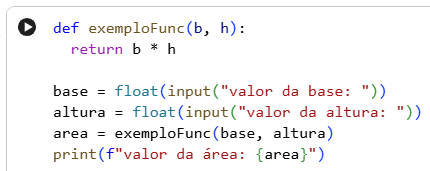 def exemploFunc(b, h):
  return b * h

base = float(input("valor da base: "))
altura = float(input("valor da altura: "))
area = exemploFunc(base, altura)
print(f"valor da área: {area}")